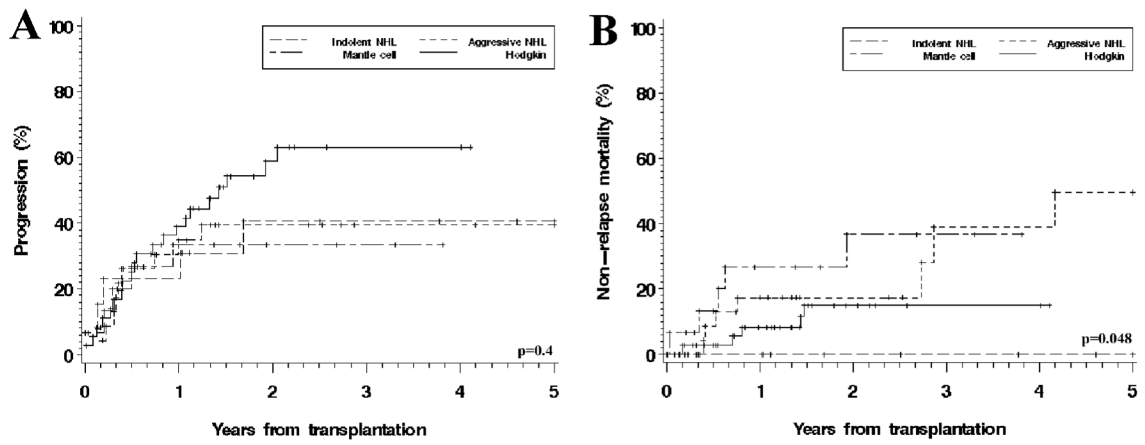 A
100
80
60
40
20
0
Progression (%)
Indolent NHL Aggressive NHL
Mantle cell Hodgkin
p=0.4
0 1 2 3 4 5
Years from transplantation
B
100
80
60
40
20
0
Non-relapse mortality (%)
Indolent NHL Aggressive NHL
Mantle cell Hodgkin
p=0.048
0 1 2 3 4 5
Years from transplantation